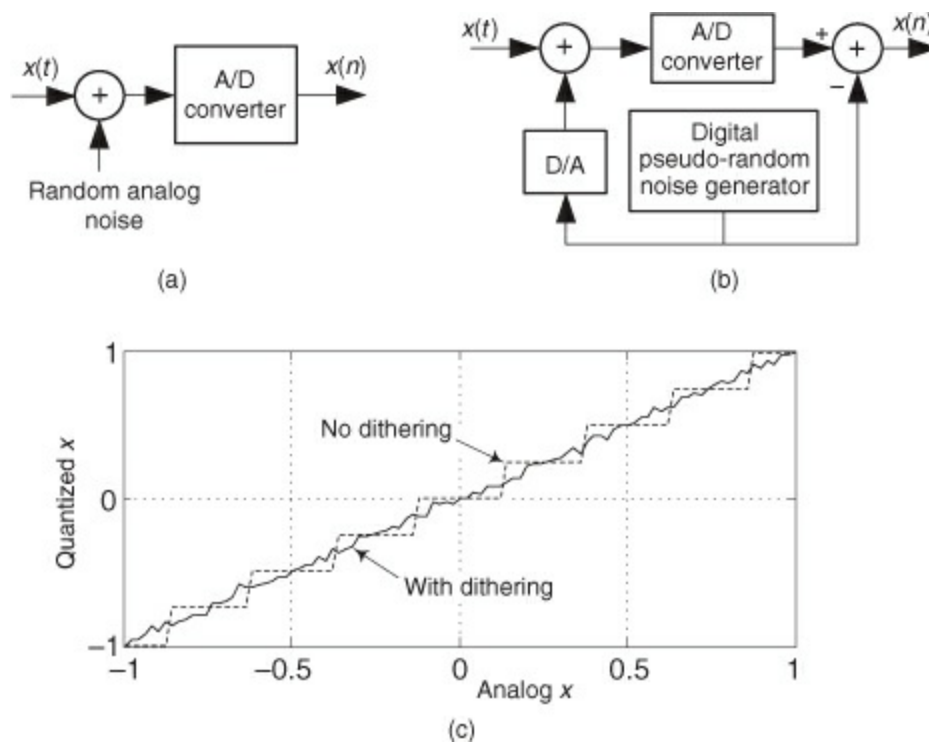 x(t)
+
A/D
converter
x(n)
Random analog
noise
(a)
x(t)
+
A/D
converter
+
+
−
x(n)
D/A
Digital
pseudo-random
noise generator
(b)
Quantized x
1
0
−1
No dithering
With dithering
−1
−0.5
0
0.5
1
Analog x
(c)